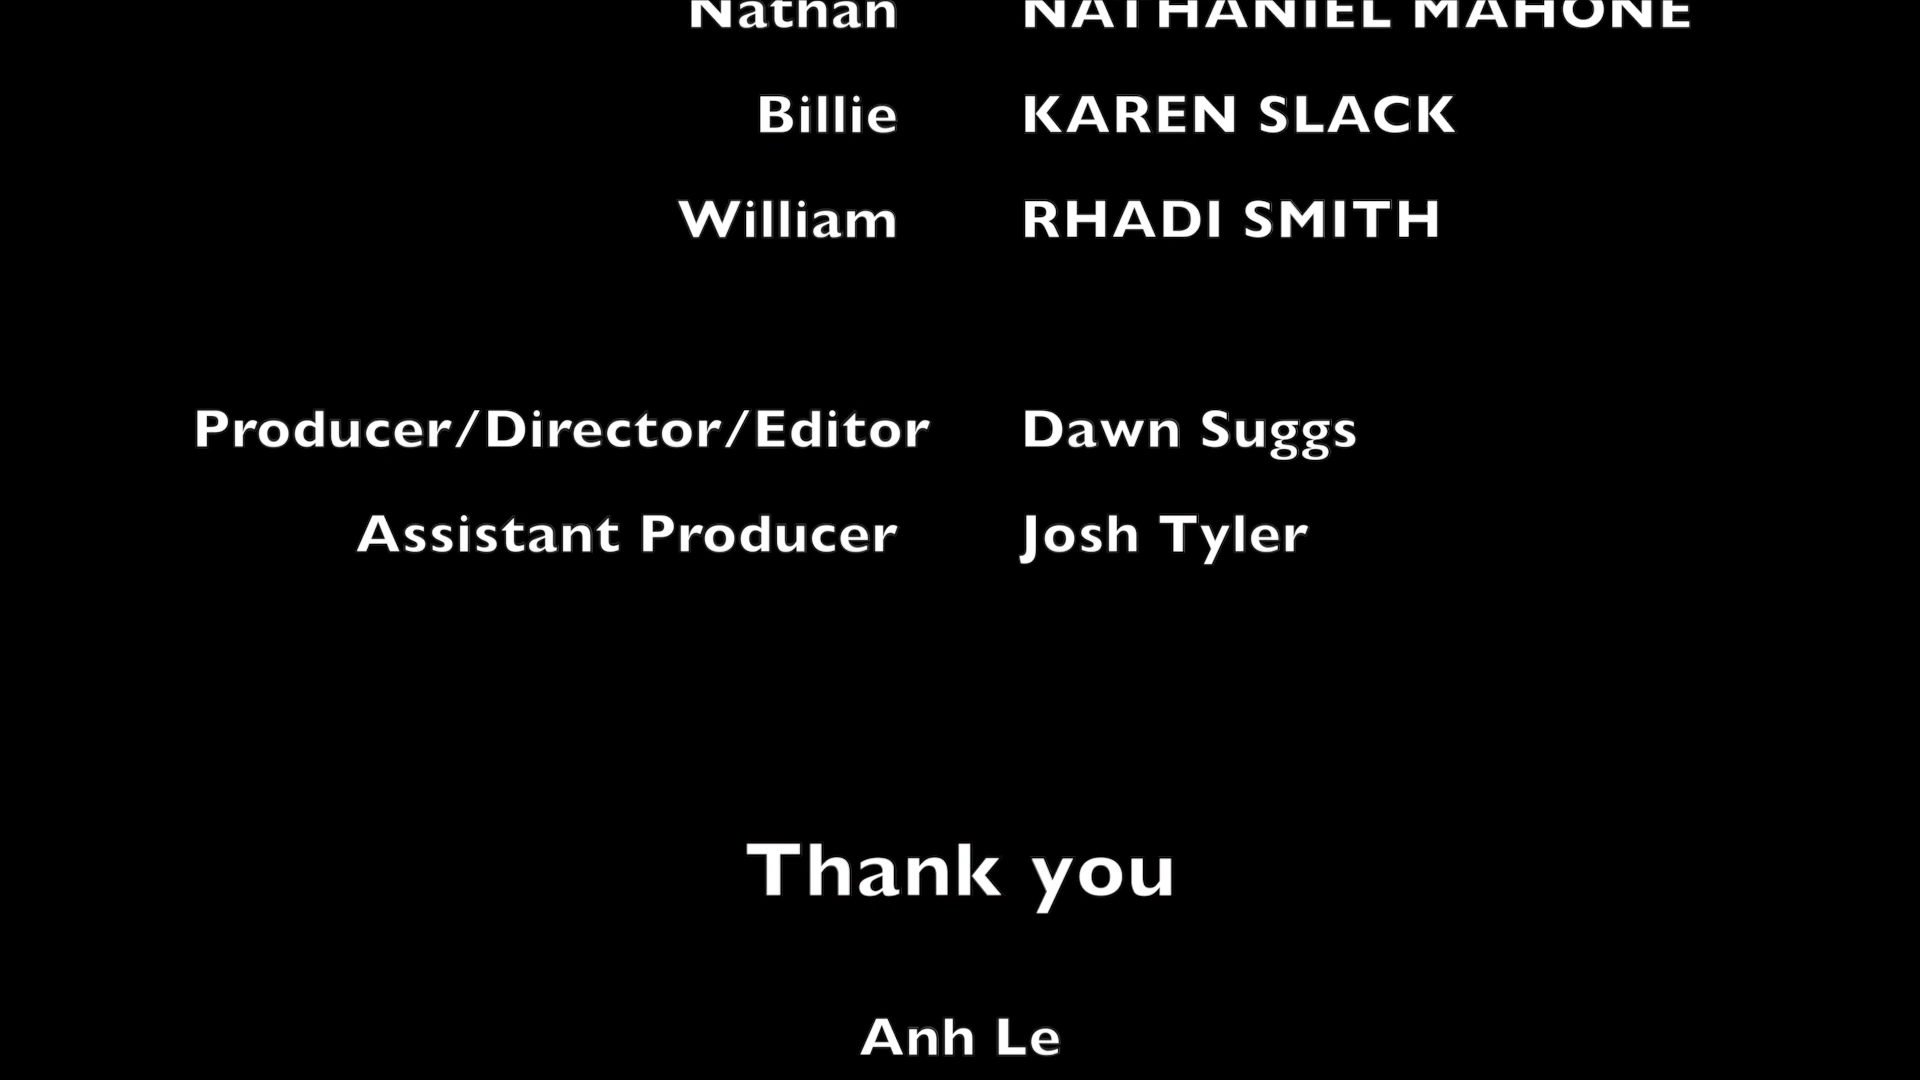 Nathan NATHANIEL MAHONE
Billie KAREN SLACK
William RHADI SMITH
Producer/Director/Editor Dawn Suggs
Assistant Producer Josh Tyler
Thank you
Anh Le